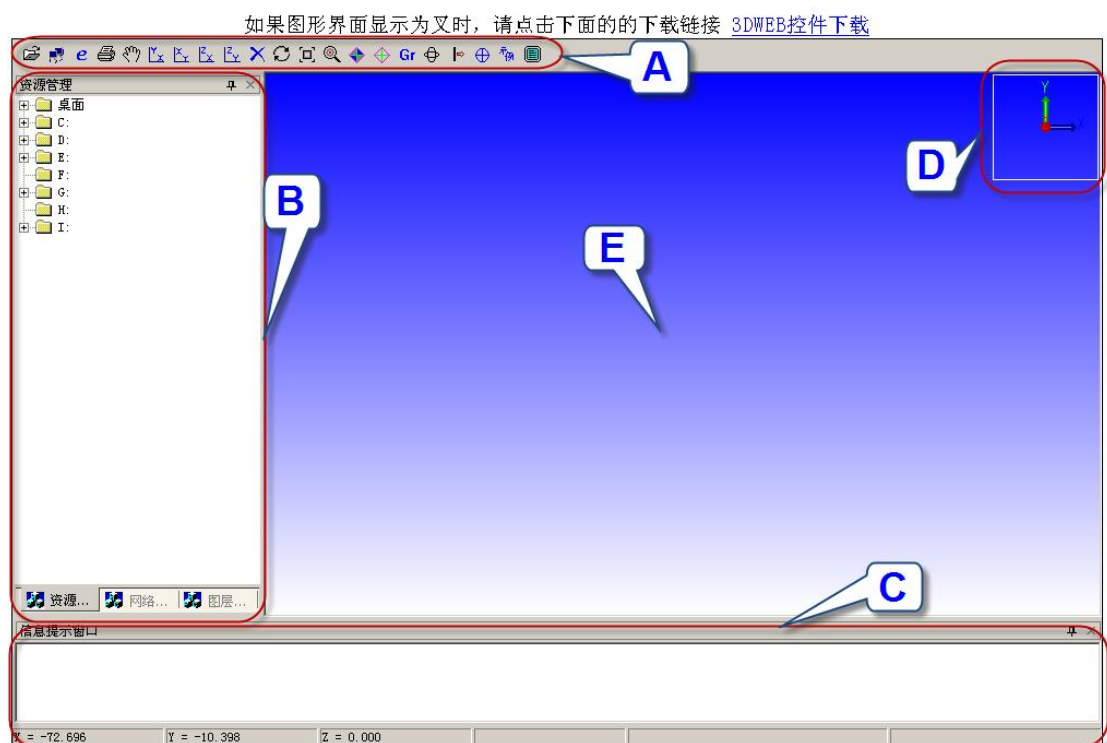 如果图形界面显示为叉时，请点击下面的的下载链接 3DWEB控件下载
Gr
A
资源管理
桌面
C:
D:
E:
F:
G:
H:
I:
B
D
Y
X
E
资源...
网络...
图层...
C
信息提示窗口
X = -72.696 Y = -10.398 Z = 0.000